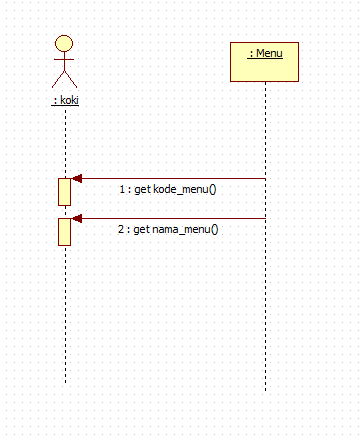 : koki
: Menu
1 : get kode_menu()
2 : get nama_menu()